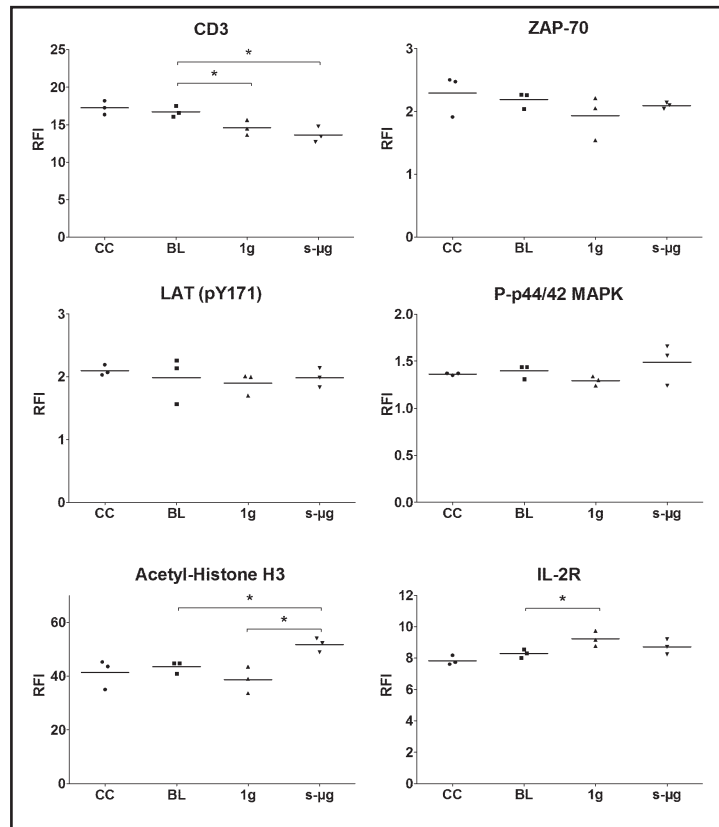 CD3
25
20
15
10
5
0
RFI
*
*
CC BL 1g s-µg
ZAP-70
3
2
1
0
RFI
CC BL 1g s-µg
LAT (pY171)
3
2
1
0
RFI
CC BL 1g s-µg
P-p44/42 MAPK
2.0
1.5
1.0
0.5
0.0
RFI
CC BL 1g s-µg
Acetyl-Histone H3
60
40
20
0
RFI
*
*
CC BL 1g s-µg
IL-2R
12
10
8
6
4
2
0
RFI
*
CC BL 1g s-µg